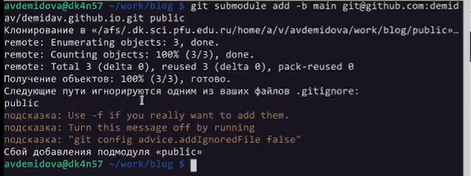 avdemidova@dk4n57 ~/work/blog $ git submodule add -b main git@github.com:demid
av/demidav.github.io.git public
Клонирование в «/afs/.dk.sci.pfu.edu.ru/home/a/v/avdemidova/work/blog/public»…
remote: Enumerating objects: 3, done.
remote: Counting objects: 100% (3/3), done.
remote: Total 3 (delta 0), reused 3 (delta 0), pack-reused 0
Получение объектов: 100% (3/3), готово.
Следующие пути игнорируются одним из ваших файлов .gitignore:
public
подсказка: Use -f if you really want to add them.
подсказка: Turn this message off by running
подсказка: "git config advice.addIgnoredFile false"
Сбой добавления подмодуля «public»
avdemidova@dk4n57 ~/work/blog $